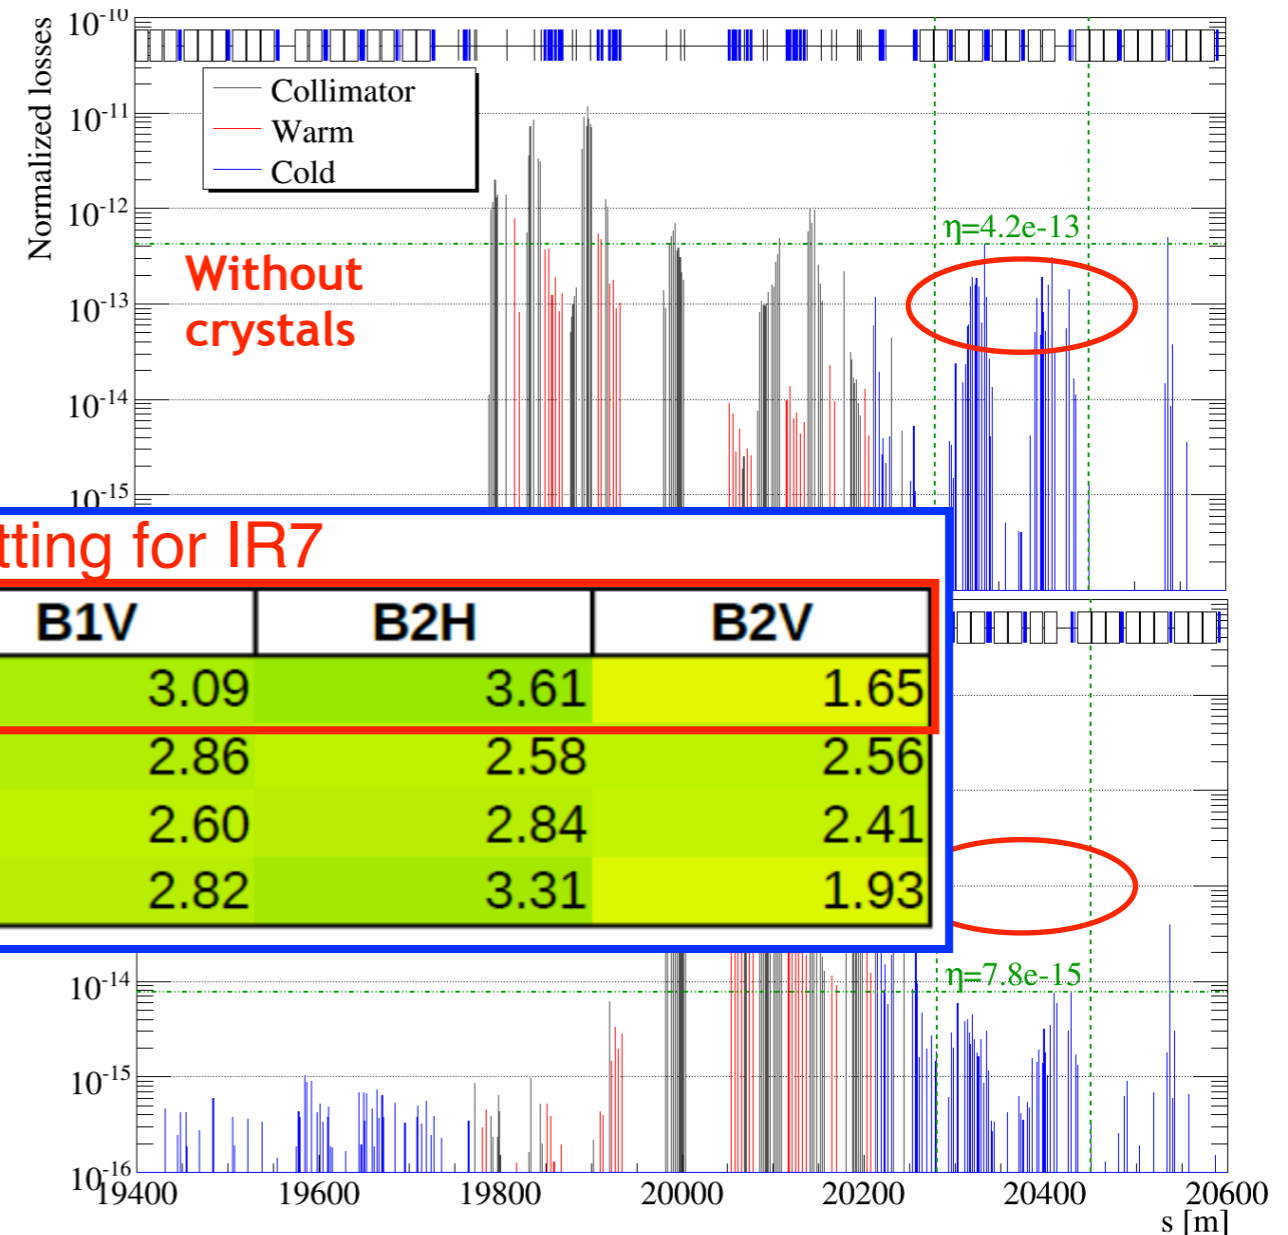 Normalized losses
10⁻¹⁰
10⁻¹¹
10⁻¹²
10⁻¹³
10⁻¹⁴
10⁻¹⁵
Collimator
Warm
Cold
η=4.2e-13
Without
crystals
tting for IR7
B1V B2H B2V
3.09 3.61 1.65
2.86 2.58 2.56
2.60 2.84 2.41
2.82 3.31 1.93
η=7.8e-15
10⁻¹⁴
10⁻¹⁵
10⁻¹⁶
19400 19600 19800 20000 20200 20400 20600
s [m]